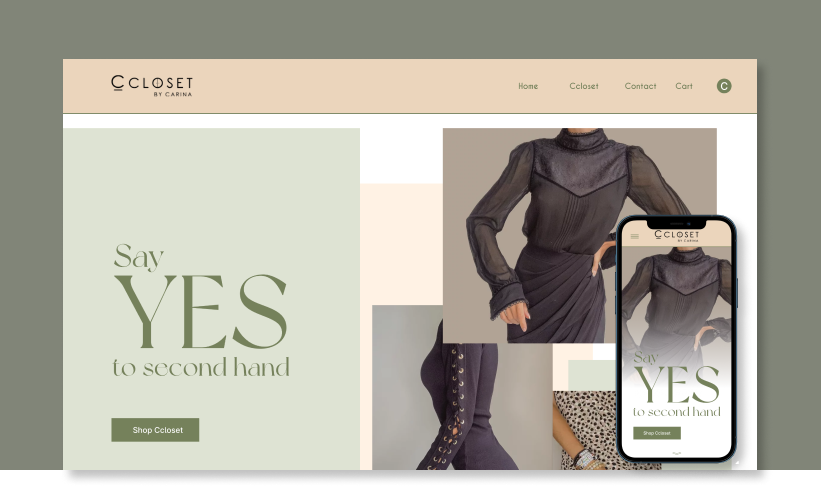 CCLOSET
BY CARINA
Home Ccloset Contact Cart C
Say
YES
to second hand
Shop Ccloset
CCLOSET
BY CARINA
Say
YES
to second hand
Shop Ccloset